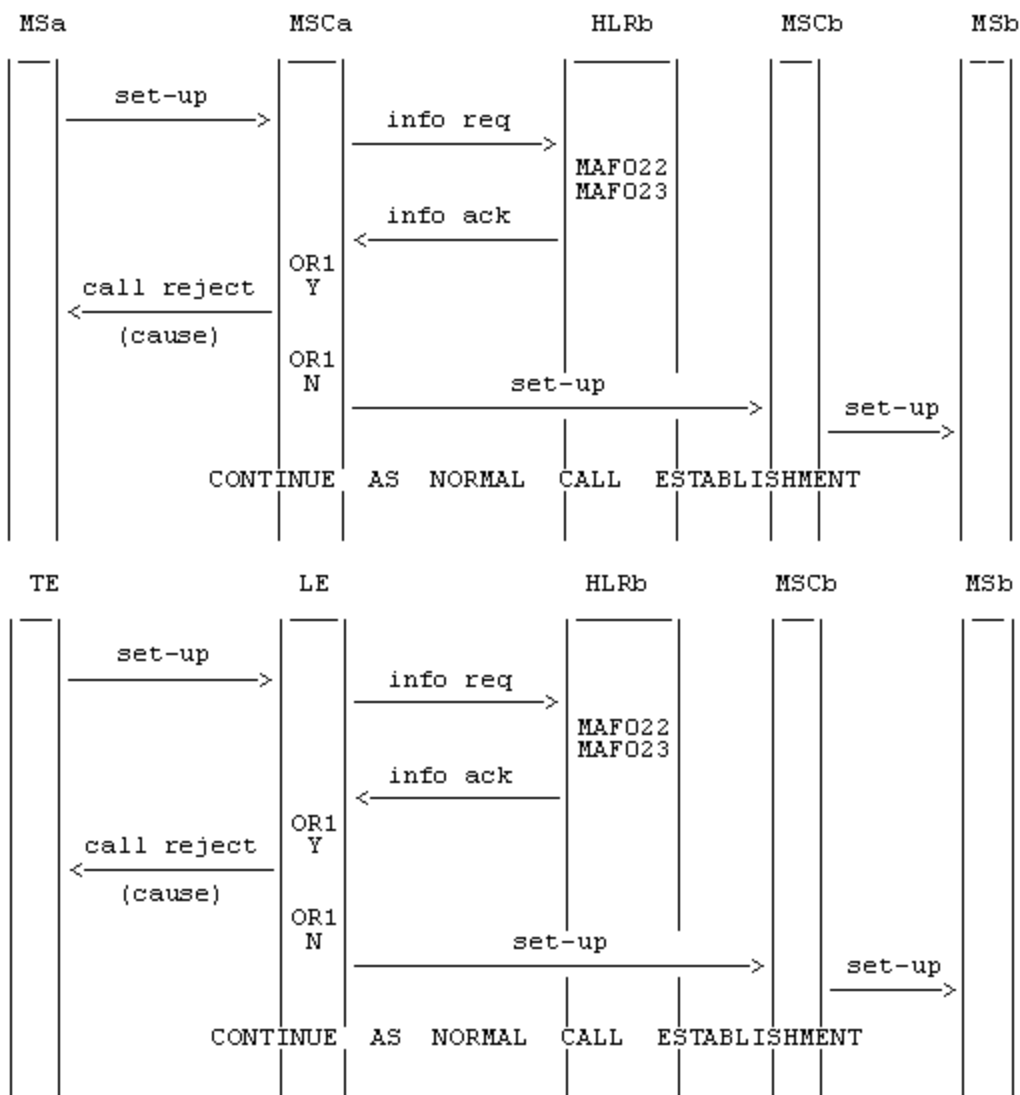 MSa MSCa HLRb MSCb MSb
set-up
info req
MAF022
MAF023
info ack
OR1
call reject Y
(cause)
OR1
N set-up
set-up
CONTINUE AS NORMAL CALL ESTABLISHMENT
TE LE HLRb MSCb MSb
set-up
info req
MAF022
MAF023
info ack
OR1
call reject Y
(cause)
OR1
N set-up
set-up
CONTINUE AS NORMAL CALL ESTABLISHMENT